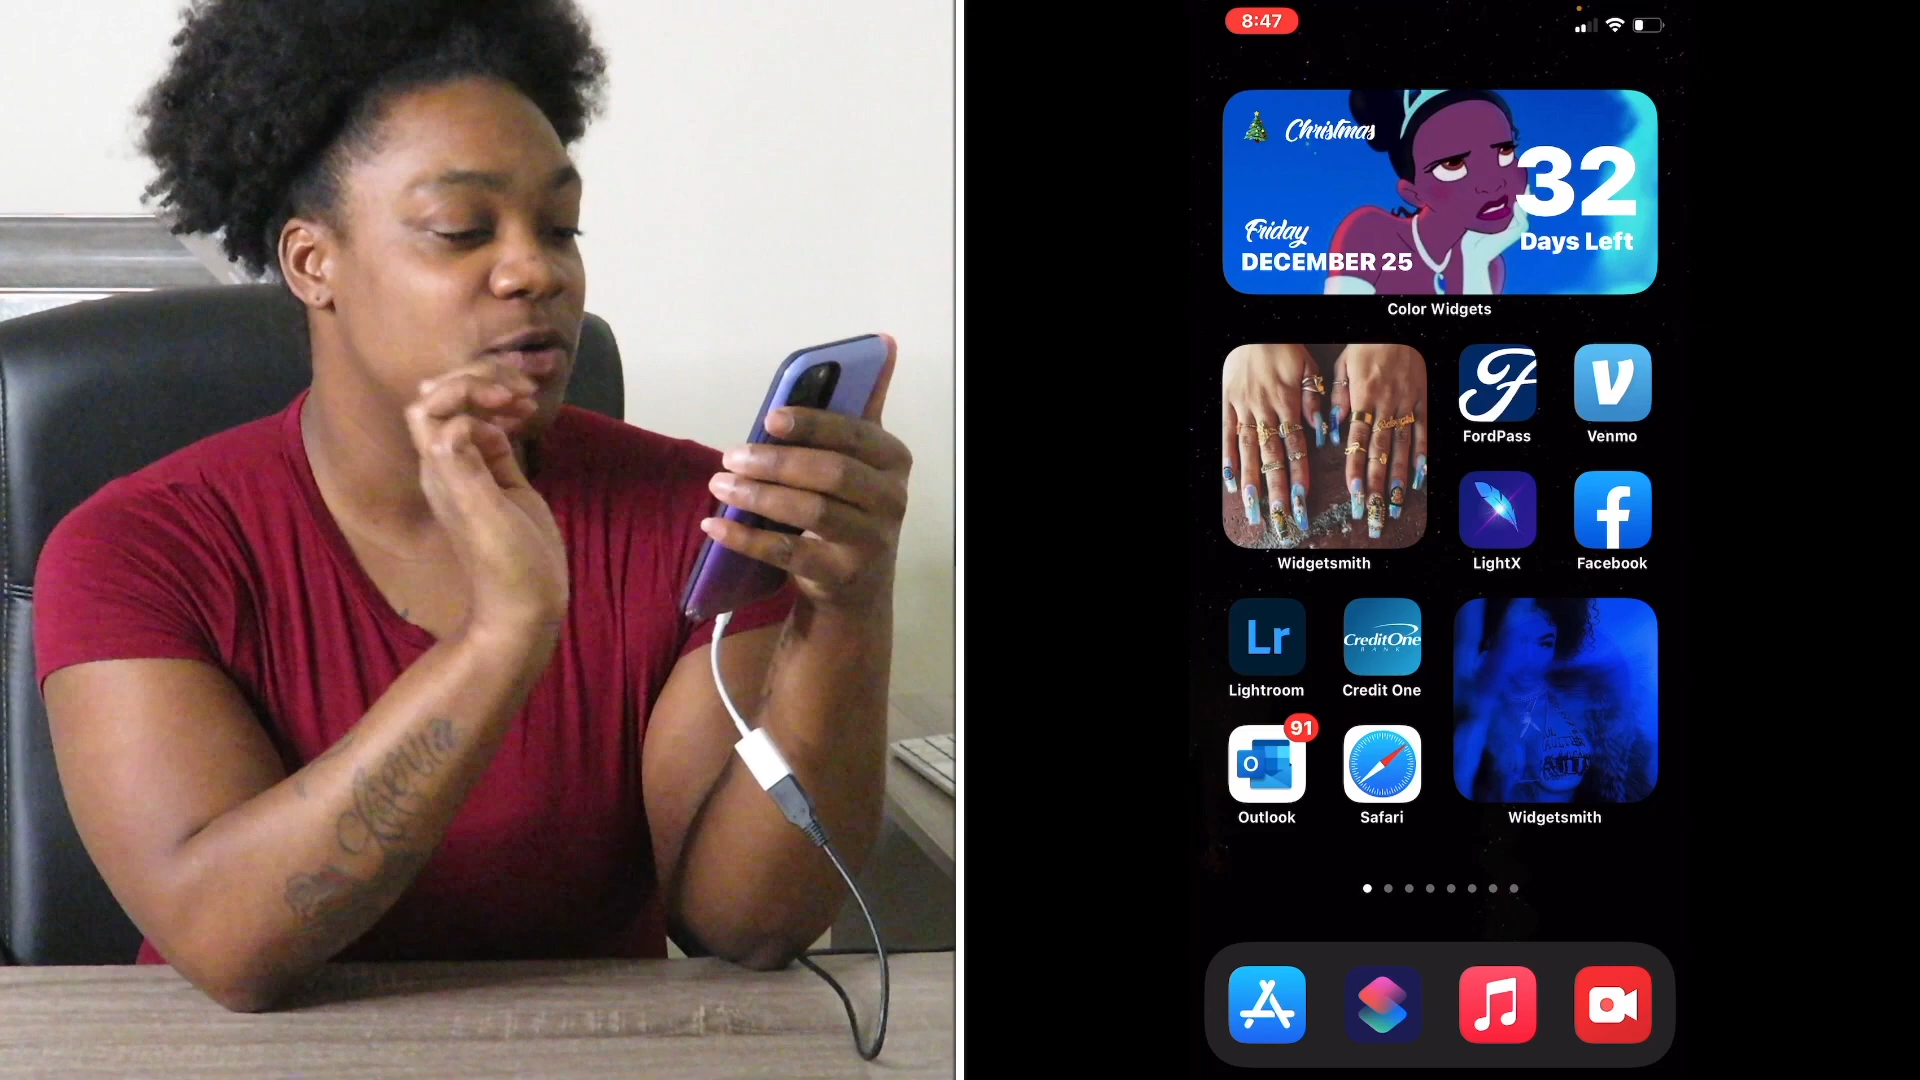 8:47
Christmas
32
Days Left
Friday
DECEMBER 25
Color Widgets
FordPass
Venmo
Widgetsmith
LightX
Facebook
Lr
CreditOne
BANK
Lightroom
Credit One
91
O
Outlook
Safari
Widgetsmith